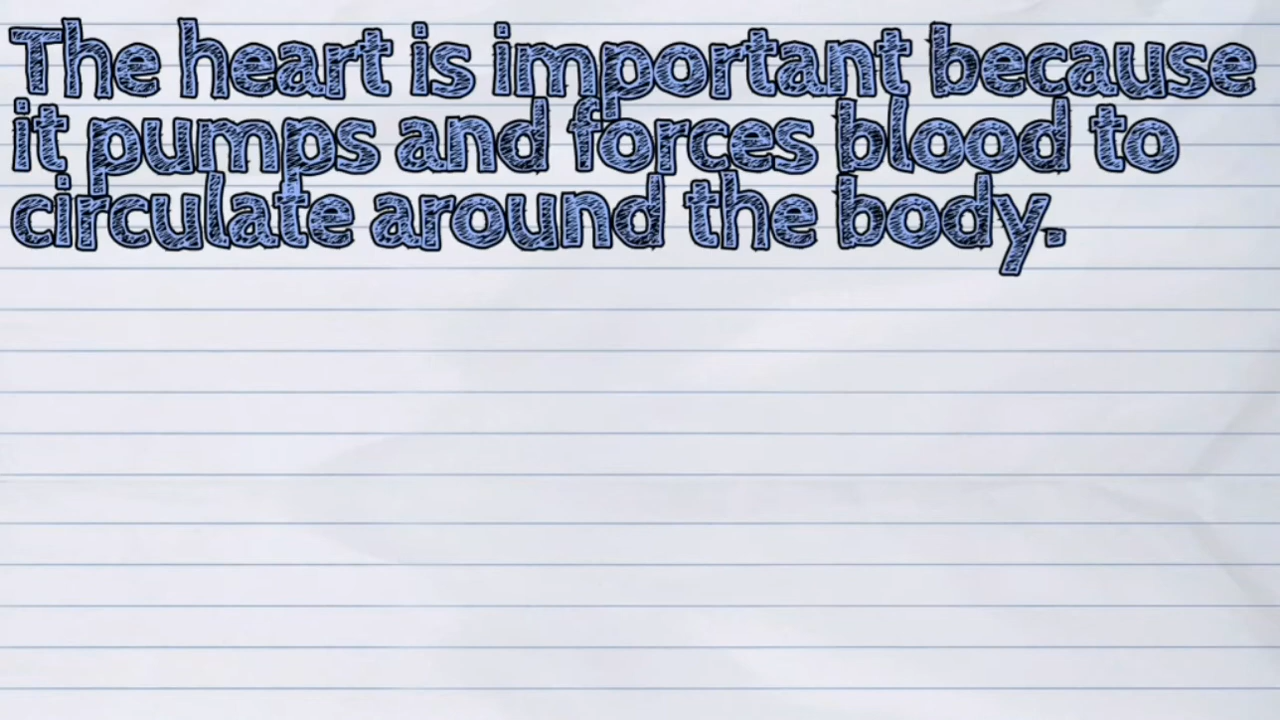 The heart is important because
it pumps and forces blood to
circulate around the body.